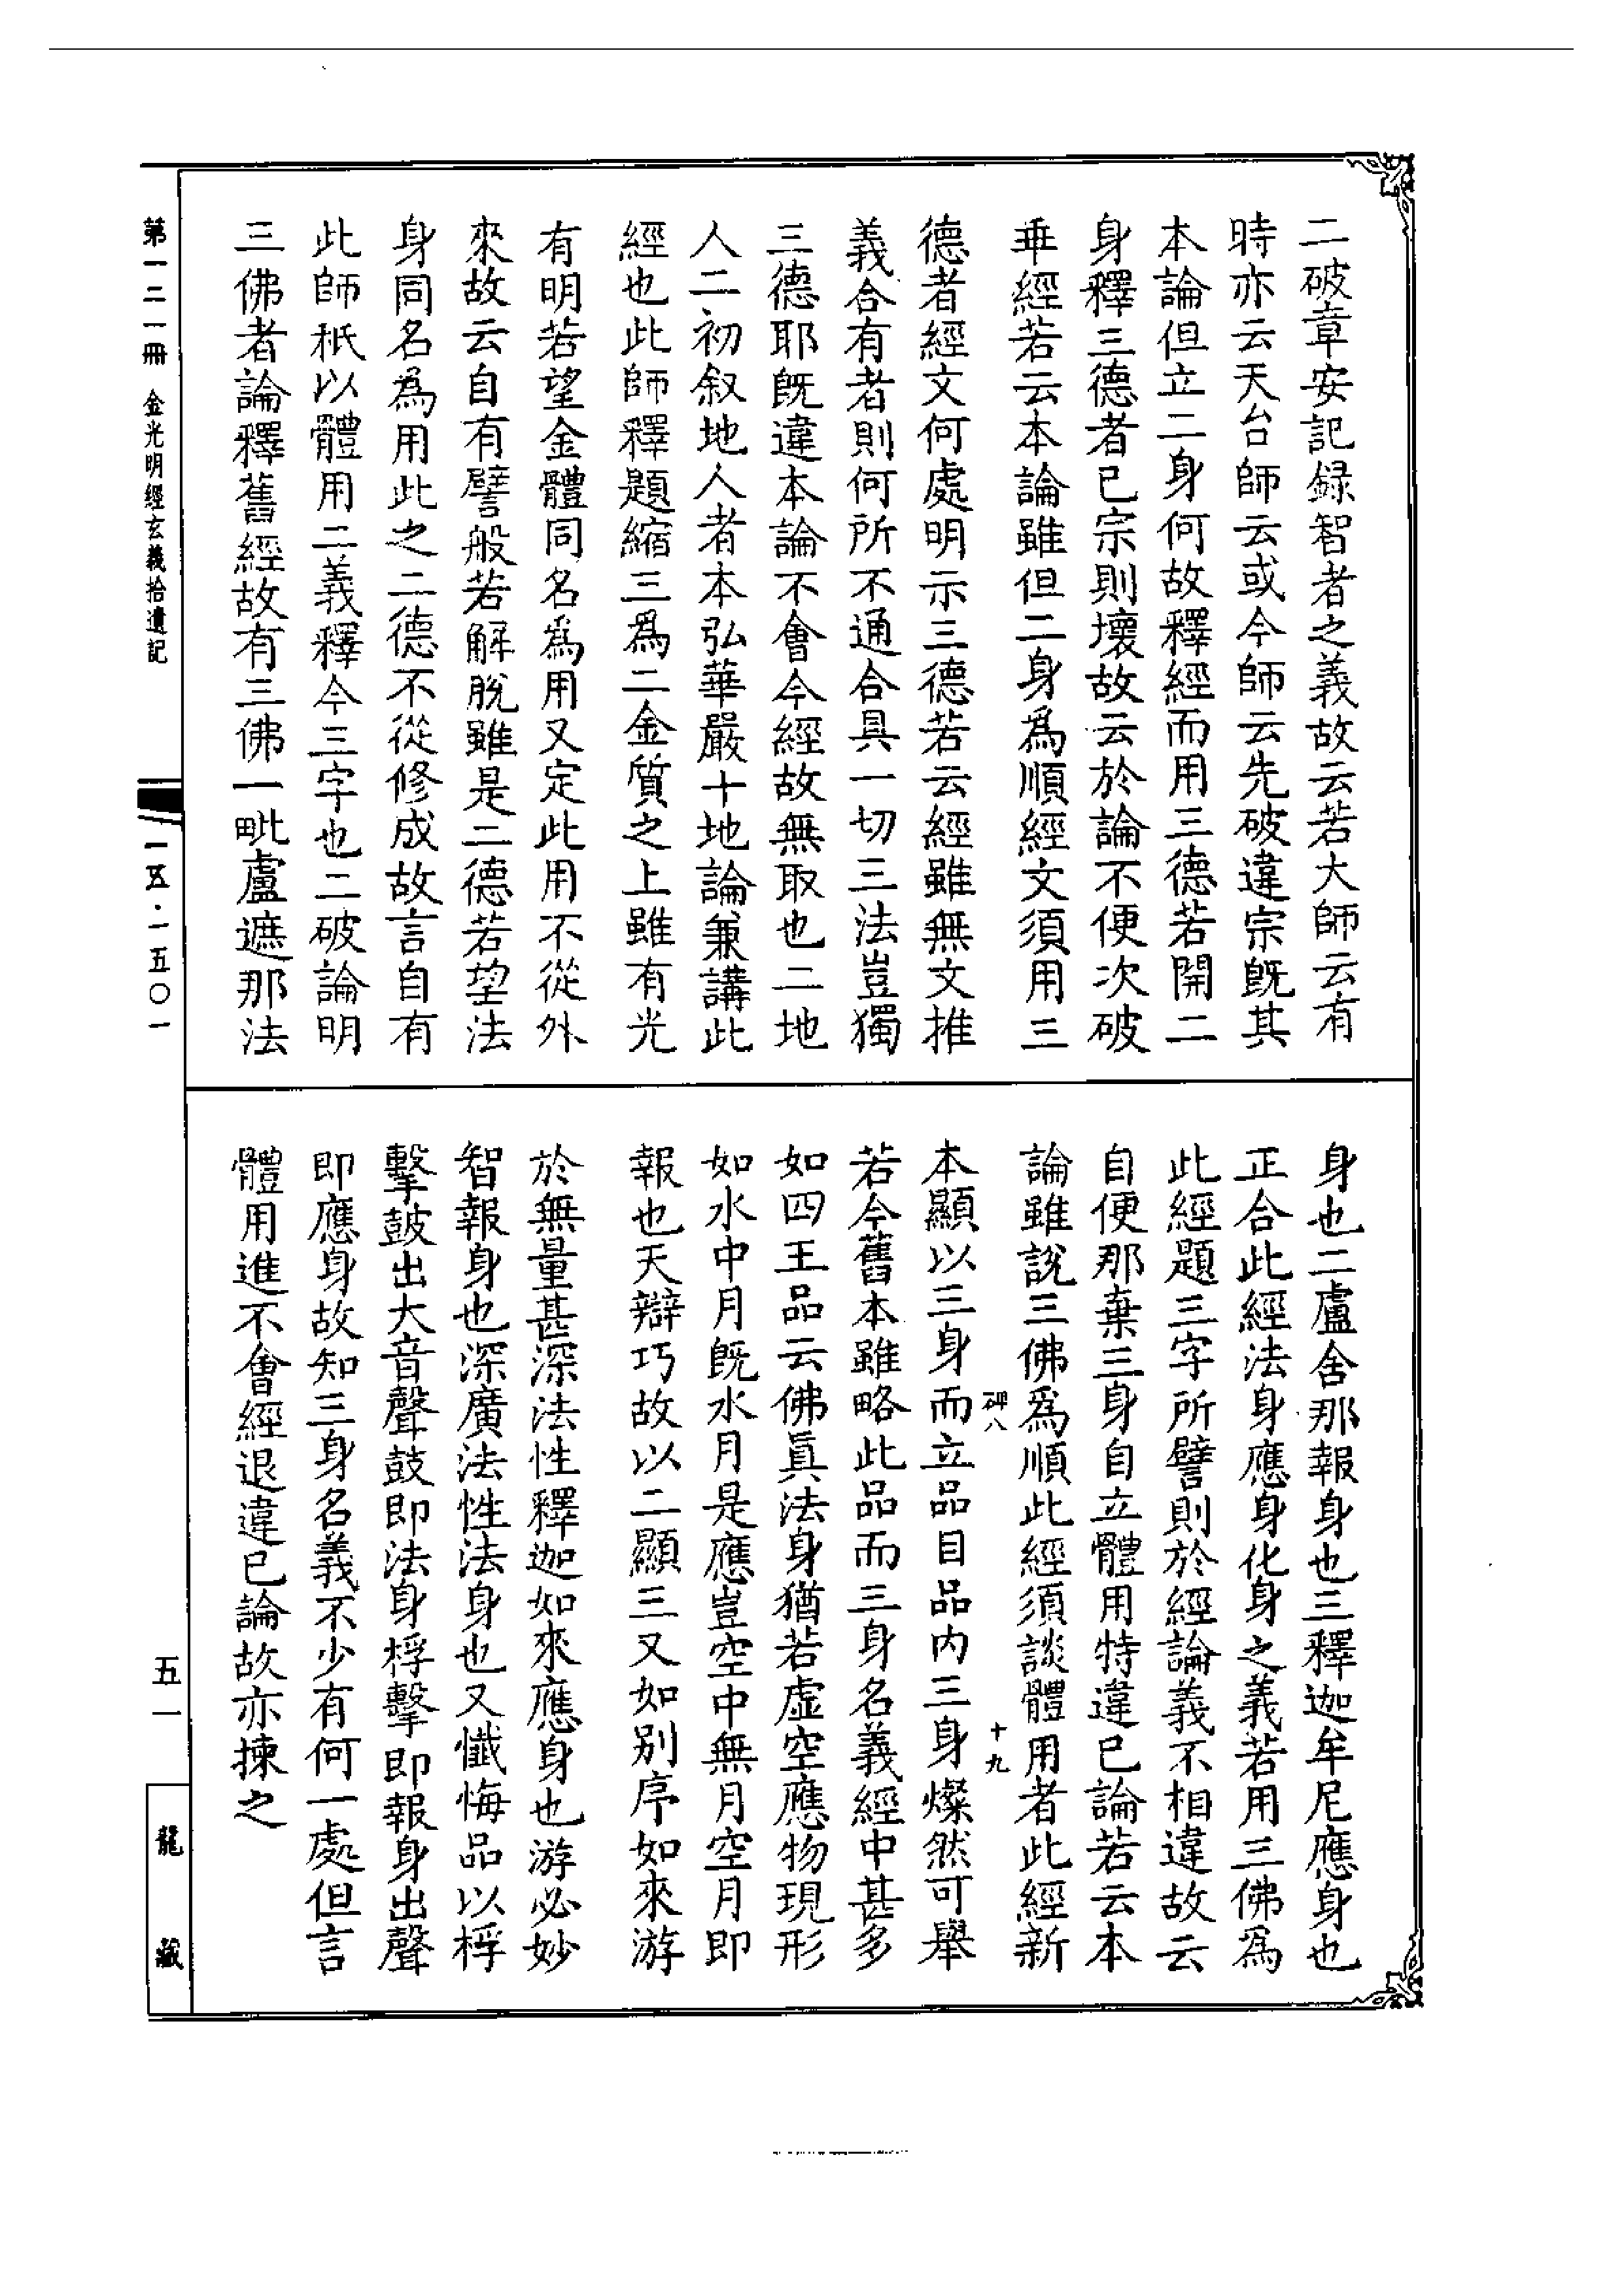 二破章安記録智者之義故云若大師云有
時亦云天台師云或今師云先破違宗既其
本論但立二身何故釋經而用三德若開二
身釋三德者已宗則壞故云於論不便次破
乖經若云本論雖但二身爲順經文須用三
德者經文何處明示三德若云經雖無文推
義合有者則何所不通合具一切三法豈獨
三德耶既違本論不會今經故無取也二地
人二初叙地人者本弘華嚴十地論兼講此
經也此師釋題縮三爲二金質之上雖有光
有明若望金體同名爲用又定此用不從外
來故云自有譬般若解脫雖是二德若望法
身同名為用此之二德不從修成故言自有
此師秖以體用二義釋今三字也二破論明
三佛者論釋舊經故有三佛一毗盧遮那法
身也二盧舍那報身也三釋迦牟尼應身也
正合此經法身應身化身之義若用三佛為
此經題三字所譬則於經論義不相違故云
自便那棄三身自立體用特違已論若云本
論雖說三佛爲順此經須談體用者此經新
本顯以三身而立品目品内三身燦然可舉
若今舊本雖略此品而三身名義經中甚多
如四王品云佛眞法身猶若虚空應物現形
如水中月既水月是應豈空中無月空月即
報也天辯巧故以二顯三又如别序如來游
於無量甚深法性釋迦如來應身也游必妙
智報身也深廣法性法身也又懺悔品以桴
擊鼓出大音聲鼓即法身桴擊即報身出聲
即應身故知三身名義不少有何一處但言
體用進不會經退違已論故亦揀之
碑八
十九
第一二一冊 金光明經玄義拾遺記
一五·一五〇一
五一
龍藏